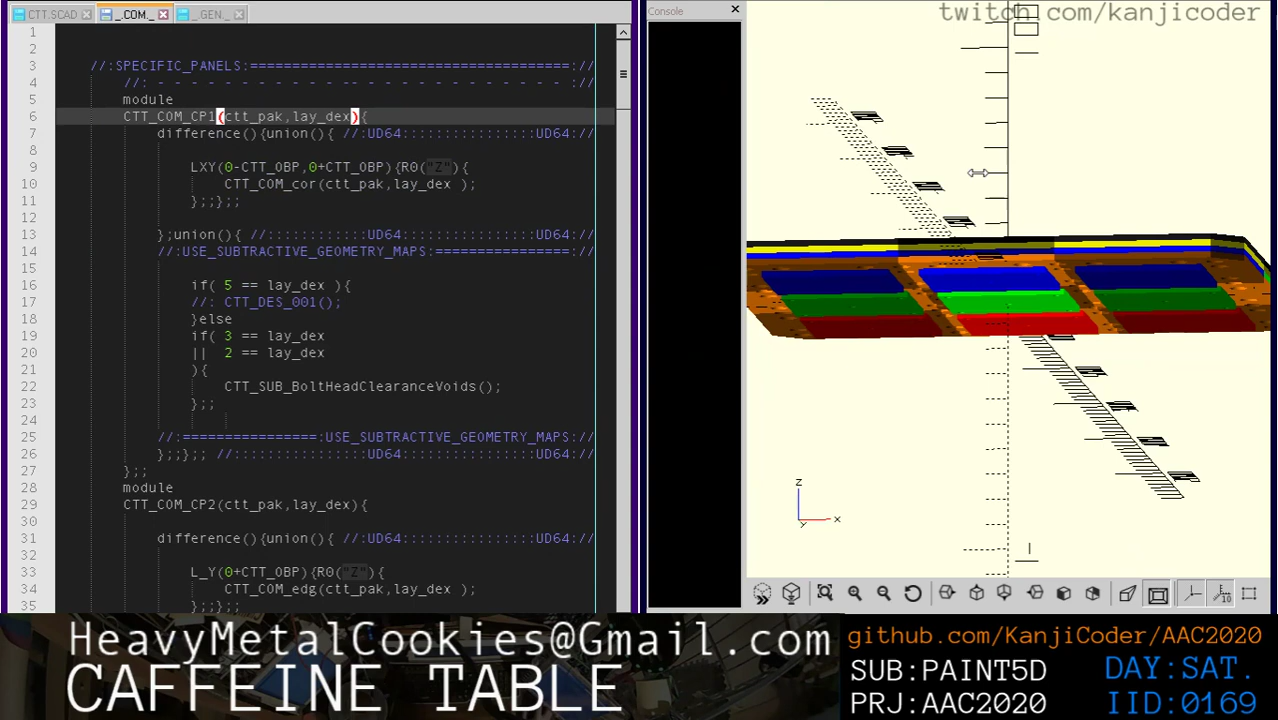 CTT.SCAD _.COM._ _.GEN._
Console
twitch.com/kanjicoder
1
2
3 //:SPECIFIC_PANELS:======================================://
4 //: - - - - - - - - - - - - - - - - - - - - - - - - - - ://
5 module
6 CTT_COM_CP1(ctt_pak,lay_dex){
7 difference(){union(){ //:UD64::::::::::::::::UD64://
8
9 LXY(0-CTT_OBP,0+CTT_OBP){R0("Z"){
10 CTT_COM_cor(ctt_pak,lay_dex );
11 };;};;
12
13 };union(){ //::::::::::::::::UD64::::::::::::::::UD64://
14 //:USE_SUBTRACTIVE_GEOMETRY_MAPS:================://
15
16 if( 5 == lay_dex ){
17 //: CTT_DES_001();
18 }else
19 if( 3 == lay_dex
20 || 2 == lay_dex
21 ){
22 CTT_SUB_BoltHeadClearanceVoids();
23 };;
24
25 //:================:USE_SUBTRACTIVE_GEOMETRY_MAPS://
26 };;};; //::::::::::::::::UD64::::::::::::::::UD64://
27 };;
28 module
29 CTT_COM_CP2(ctt_pak,lay_dex){
30
31 difference(){union(){ //:UD64::::::::::::::::UD64://
32
33 L_Y(0+CTT_OBP){R0("Z"){
34 CTT_COM_edg(ctt_pak,lay_dex );
35 };;};;
Z
X
Y
10
HeavyMetalCookies@Gmail.com
CAFFEINE TABLE
github.com/KanjiCoder/AAC2020
SUB:PAINT5D DAY:SAT.
PRJ:AAC2020 IID:0169